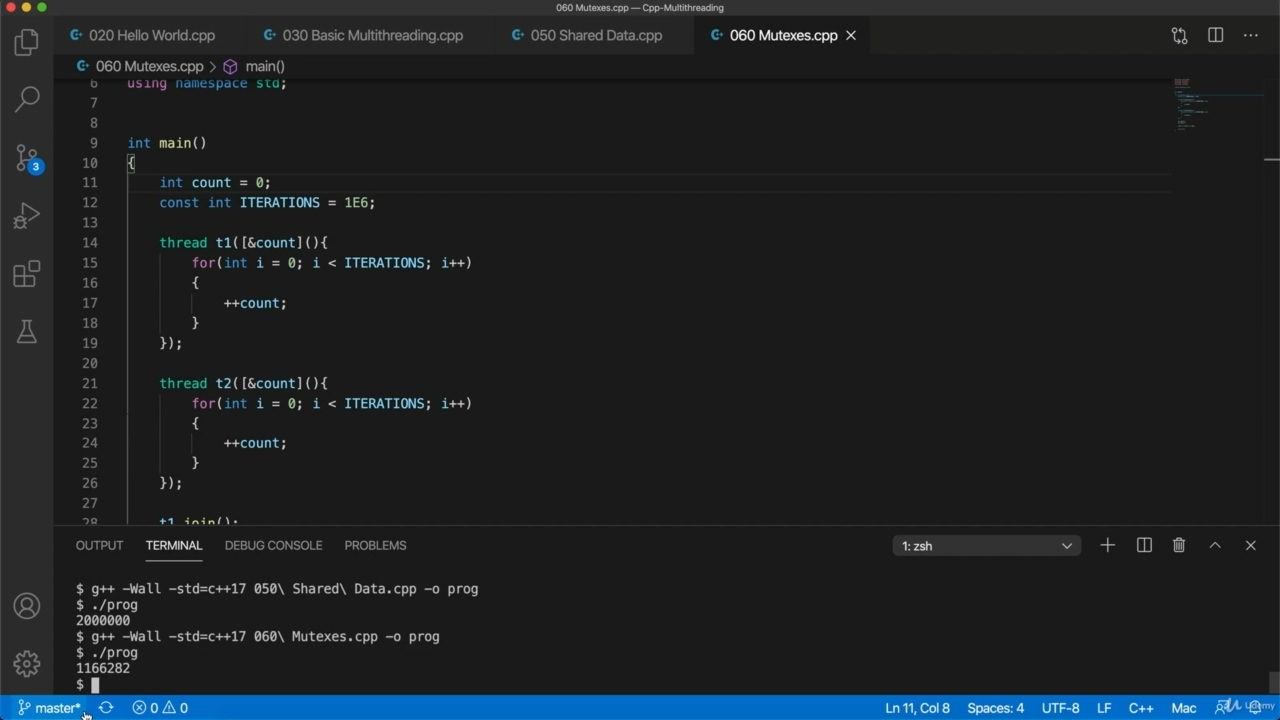 060 Mutexes.cpp — Cpp-Multithreading
020 Hello World.cpp 030 Basic Multithreading.cpp 050 Shared Data.cpp 060 Mutexes.cpp
060 Mutexes.cpp > main()
6 using namespace std;
7
8
9 int main()
10 {
11 int count = 0;
12 const int ITERATIONS = 1E6;
13
14 thread t1([&count](){
15 for(int i = 0; i < ITERATIONS; i++)
16 {
17 ++count;
18 }
19 });
20
21 thread t2([&count](){
22 for(int i = 0; i < ITERATIONS; i++)
23 {
24 ++count;
25 }
26 });
27
28 t1.join();
3
OUTPUT TERMINAL DEBUG CONSOLE PROBLEMS 1: zsh
$ g++ -Wall -std=c++17 050\ Shared\ Data.cpp -o prog
$ ./prog
2000000
$ g++ -Wall -std=c++17 060\ Mutexes.cpp -o prog
$ ./prog
1166282
$
master* 0 0 Ln 11, Col 8 Spaces: 4 UTF-8 LF C++ Mac Udemy